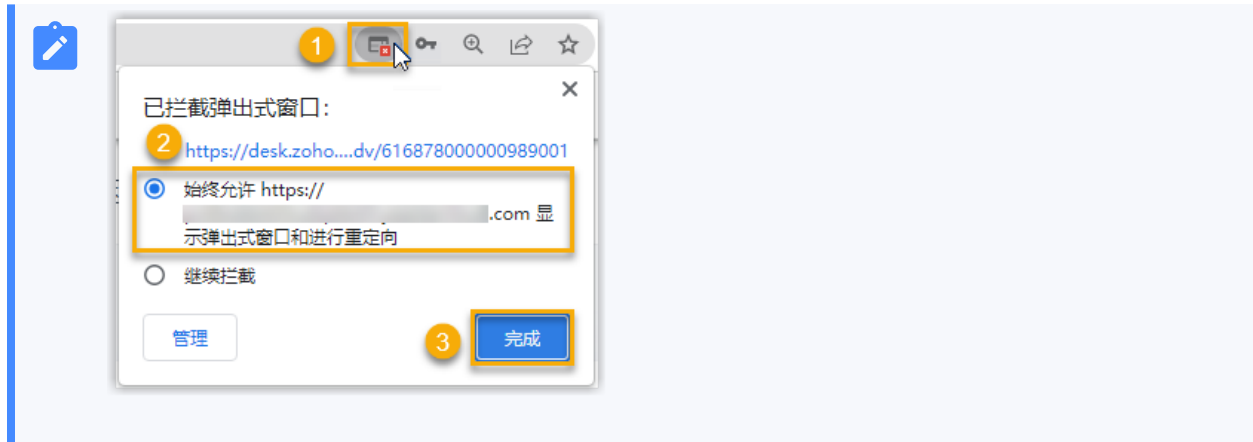 1
已拦截弹出式窗口:
2
https://desk.zoho....dv/616878000000989001
始终允许 https://
.com 显
示弹出式窗口和进行重定向
继续拦截
管理
3
完成